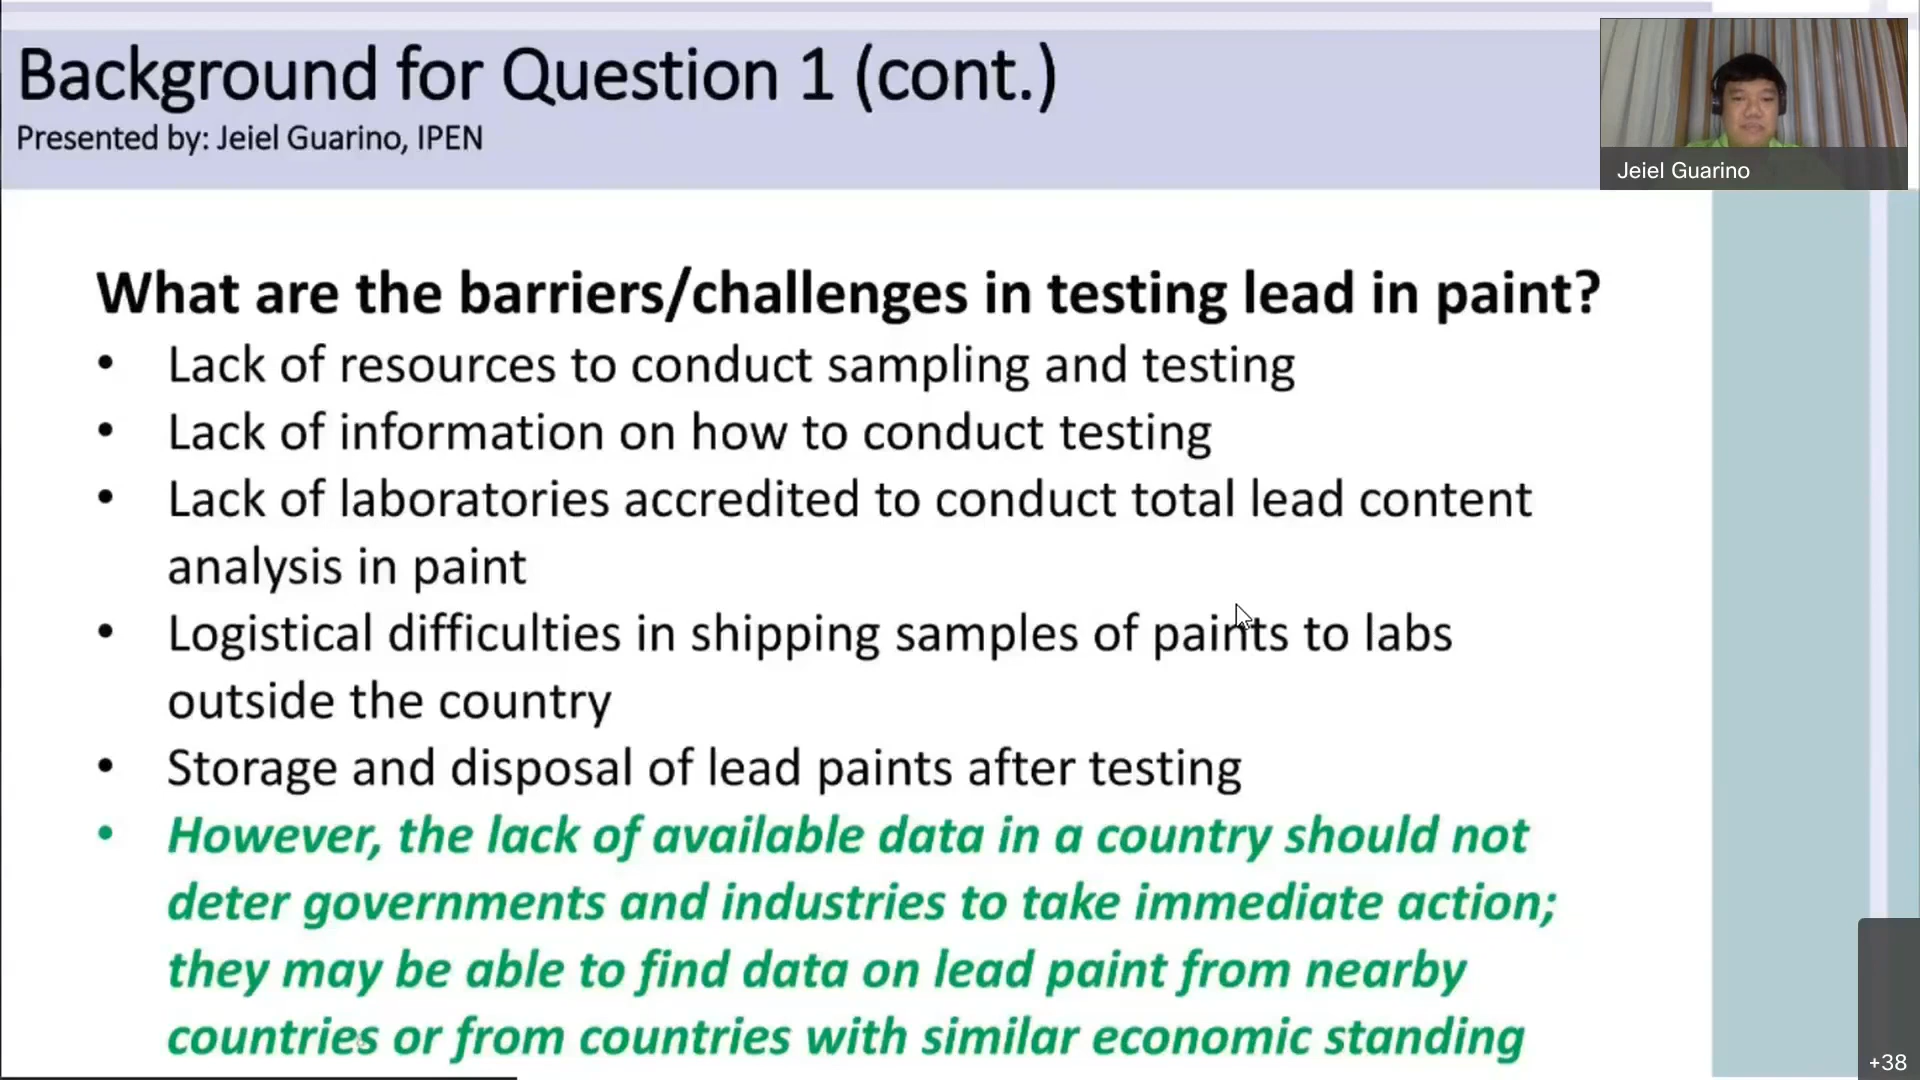 Background for Question 1 (cont.)
Presented by: Jeiel Guarino, IPEN
Jeiel Guarino
What are the barriers/challenges in testing lead in paint?
• Lack of resources to conduct sampling and testing
• Lack of information on how to conduct testing
• Lack of laboratories accredited to conduct total lead content
analysis in paint
• Logistical difficulties in shipping samples of paints to labs
outside the country
• Storage and disposal of lead paints after testing
• However, the lack of available data in a country should not
deter governments and industries to take immediate action;
they may be able to find data on lead paint from nearby
countries or from countries with similar economic standing
+38